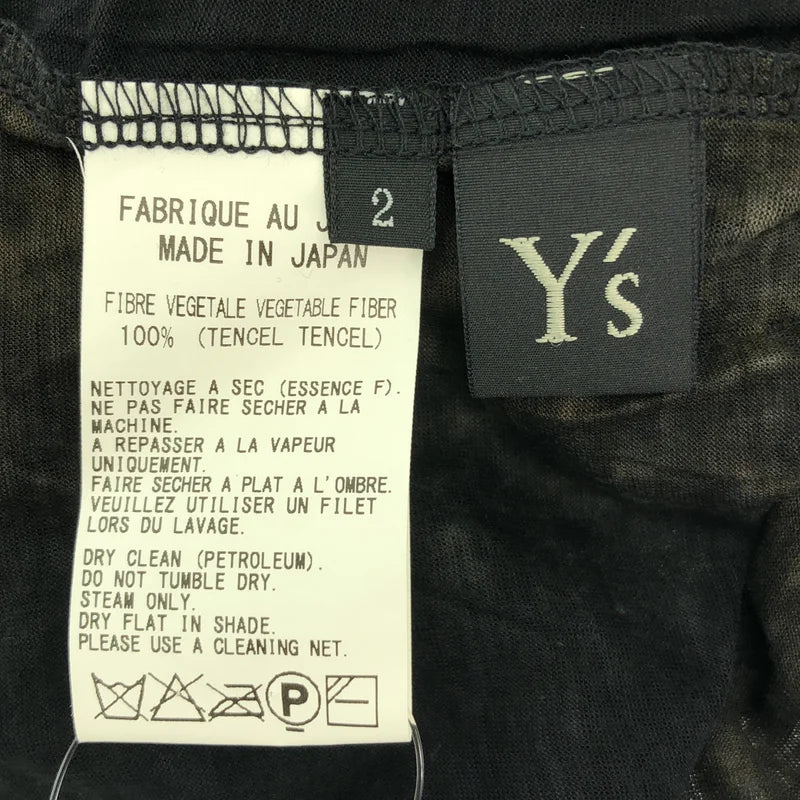 FABRIQUE AU
MADE IN JAPAN
FIBRE VEGETALE VEGETABLE FIBER
100% (TENCEL TENCEL)
NETTOYAGE A SEC (ESSENCE F).
NE PAS FAIRE SECHER A LA
MACHINE.
A REPASSER A LA VAPEUR
UNIQUEMENT.
FAIRE SECHER A PLAT A L'OMBRE.
VEUILLEZ UTILISER UN FILET
LORS DU LAVAGE.
DRY CLEAN (PETROLEUM).
DO NOT TUMBLE DRY.
STEAM ONLY.
DRY FLAT IN SHADE.
PLEASE USE A CLEANING NET.
P
2
Y's